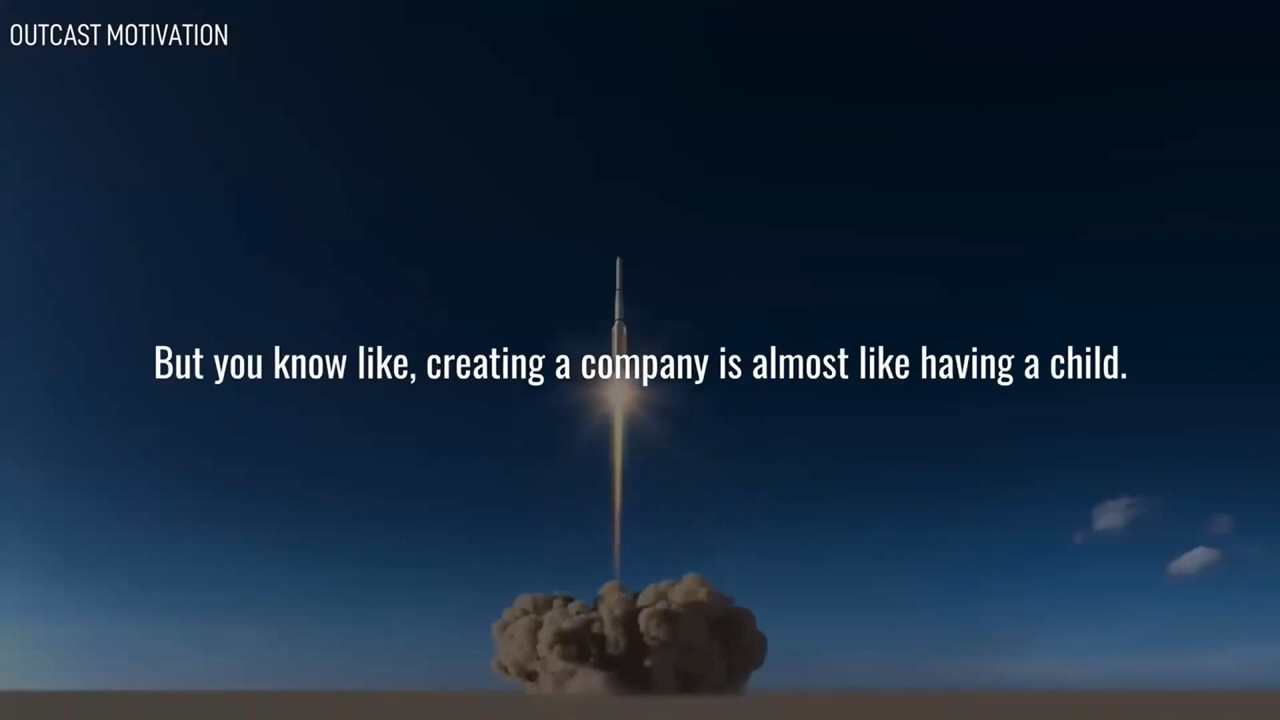 OUTCAST MOTIVATION
But you know like, creating a company is almost like having a child.